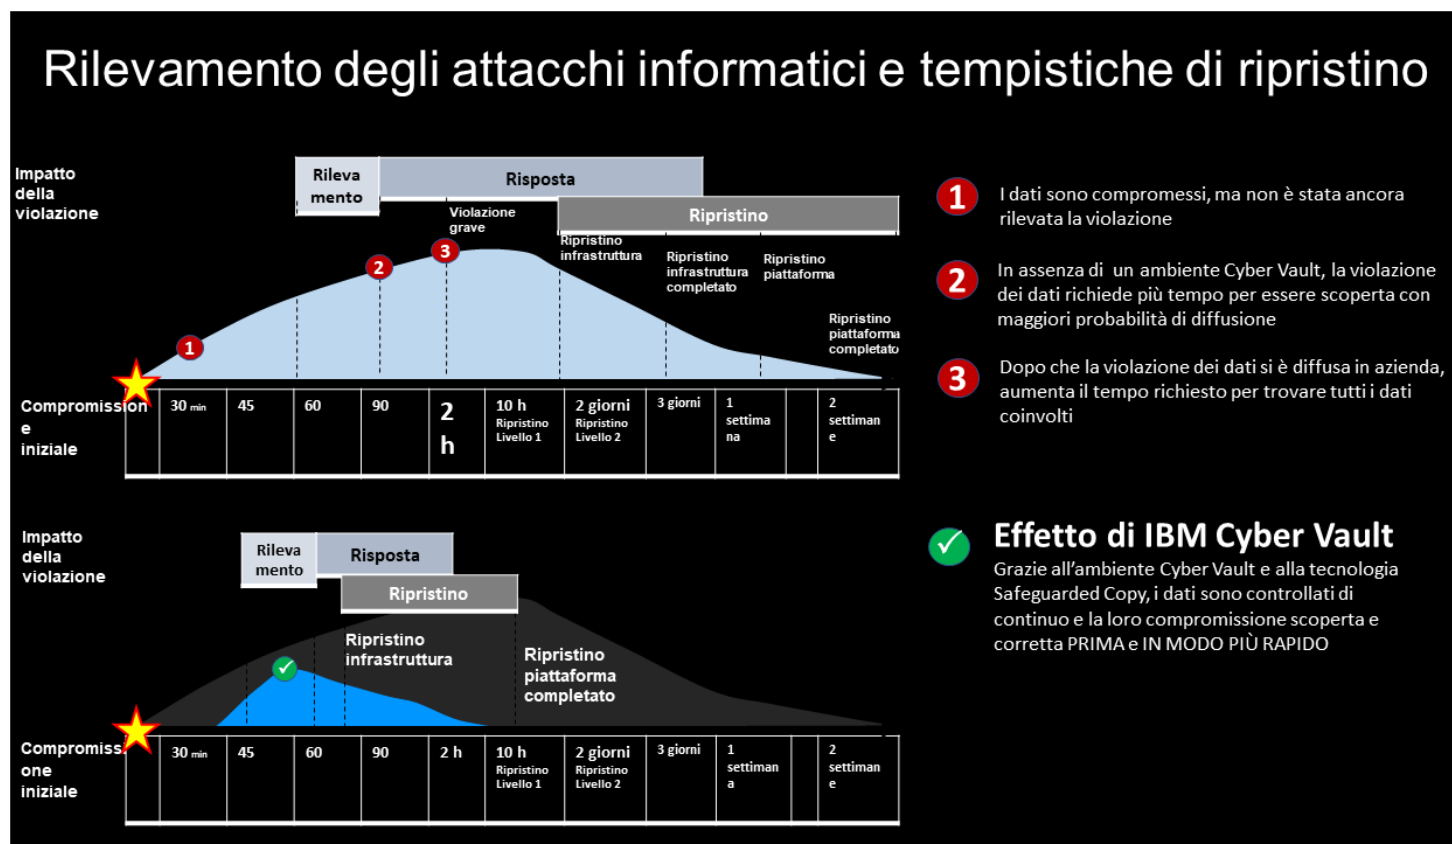 Rilevamento degli attacchi informatici e tempistiche di ripristino
Impatto
della
violazione
Rileva
mento
Risposta
Ripristino
Violazione
grave
Ripristino
infrastruttura
Ripristino
infrastruttura
completato
Ripristino
piattaforma
Ripristino
piattaforma
completato
1
2
3
Compromission
e
iniziale
30 min
45
60
90
2
h
10 h
Ripristino
Livello 1
2 giorni
Ripristino
Livello 2
3 giorni
1
settima
na
2
settiman
e
1
I dati sono compromessi, ma non è stata ancora
rilevata la violazione
2
In assenza di un ambiente Cyber Vault, la violazione
dei dati richiede più tempo per essere scoperta con
maggiori probabilità di diffusione
3
Dopo che la violazione dei dati si è diffusa in azienda,
aumenta il tempo richiesto per trovare tutti i dati
coinvolti
Impatto
della
violazione
Rileva
mento
Risposta
Ripristino
Ripristino
infrastruttura
Ripristino
piattaforma
completato
Compromiss.
one
iniziale
30 min
45
60
90
2 h
10 h
Ripristino
Livello 1
2 giorni
Ripristino
Livello 2
3 giorni
1
settiman
a
2
settiman
e
Effetto di IBM Cyber Vault
Grazie all'ambiente Cyber Vault e alla tecnologia
Safeguarded Copy, i dati sono controllati di
continuo e la loro compromissione scoperta e
corretta PRIMA e IN MODO PIÙ RAPIDO